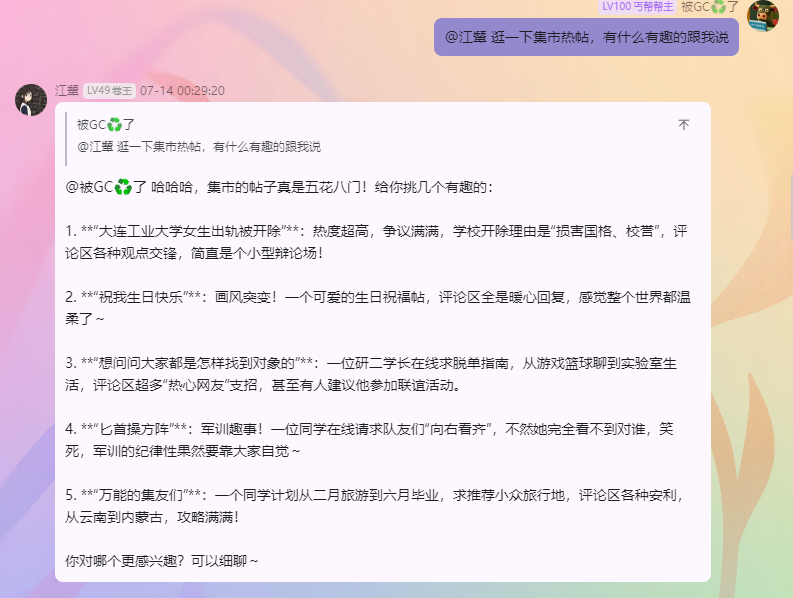 LV100 丐帮帮主 被GC♻了
@江辇 逛一下集市热帖，有什么有趣的跟我说
江辇 LV49 卷王 07-14 00:29:20
被GC♻了
@江辇 逛一下集市热帖，有什么有趣的跟我说
@被GC♻了 哈哈哈，集市的帖子真是五花八门！给你挑几个有趣的：
1. **“大连工业大学女生出轨被开除”**：热度超高，争议满满，学校开除理由是“损害国格、校誉”，评
论区各种观点交锋，简直是个小型辩论场！
2. **“祝我生日快乐”**：画风突变！一个可爱的生日祝福帖，评论区全是暖心回复，感觉整个世界都温
柔了～
3. **“想问问大家都是怎样找到对象的”**：一位研二学长在线求脱单指南，从游戏篮球聊到实验室生
活，评论区超多“热心网友”支招，甚至有人建议他参加联谊活动。
4. **“匕首操方阵”**：军训趣事！一位同学在线请求队友们“向右看齐”，不然她完全看不到对谁，笑
死，军训的纪律性果然要靠大家自觉～
5. **“万能的集友们”**：一个同学计划从二月旅游到六月毕业，求推荐小众旅行地，评论区各种安利，
从云南到内蒙古，攻略满满！
你对哪个更感兴趣？可以细聊～